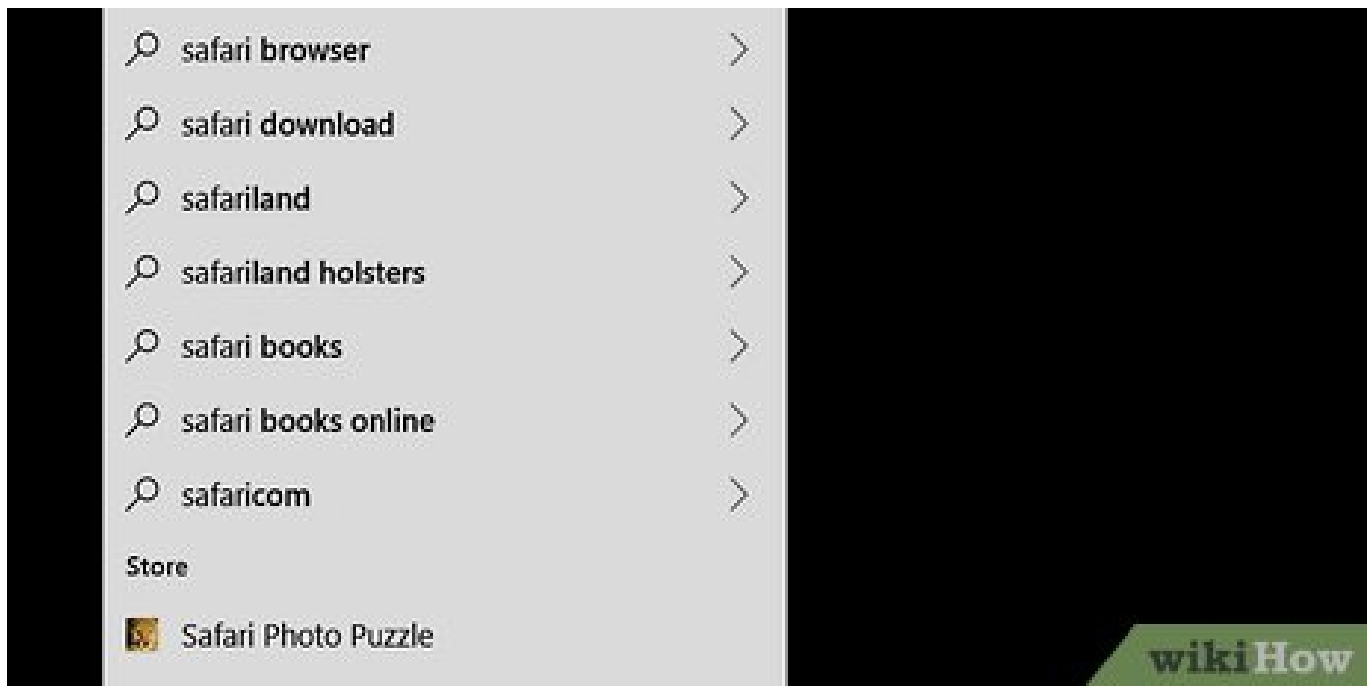 safari browser
safari download
safariland
safariland holsters
safari books
safari books online
safaricom
Store
Safari Photo Puzzle
wikiHow